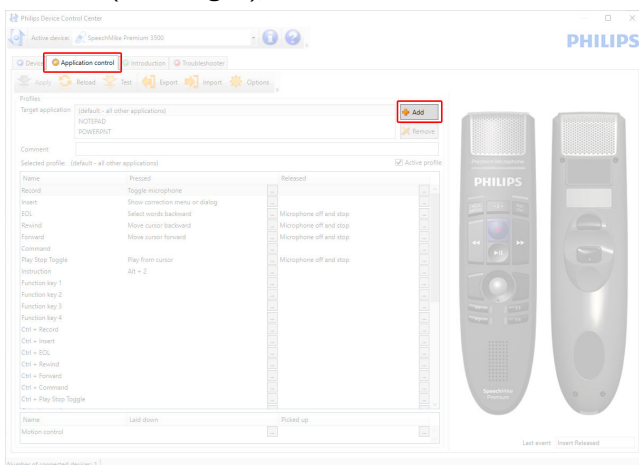 Philips Device Control Center
Active device: SpeechMike Premium 3500
PHILIPS
Device Application control Introduction Troubleshooter
Apply Reload Test Export Import Options
Profiles
Target application (default - all other applications) Add
NOTEPAD
POWERPNT Remove
Comment
Selected profile: (default - all other applications) Active profile
Name Pressed Released
Record Toggle microphone ... ...
Insert Show correction menu or dialog ... ...
EOL Select words backward ... Microphone off and stop ...
Rewind Move cursor backward ... Microphone off and stop ...
Forward Move cursor forward ... Microphone off and stop ...
Command ... ...
Play Stop Toggle Play from cursor ... Microphone off and stop ...
Instruction Alt + Z ... ...
Function key 1 ... ...
Function key 2 ... ...
Function key 3 ... ...
Function key 4 ... ...
Ctrl + Record ... ...
Ctrl + Insert ... ...
Ctrl + EOL ... ...
Ctrl + Rewind ... ...
Ctrl + Forward ... ...
Ctrl + Command ... ...
Ctrl + Play Stop Toggle ... ...
Name Laid down Picked up
Motion control ... ...
Precision Microphone
PHILIPS
SpeechMike
Premium
Last event Insert Released
Number of connected devices: 1